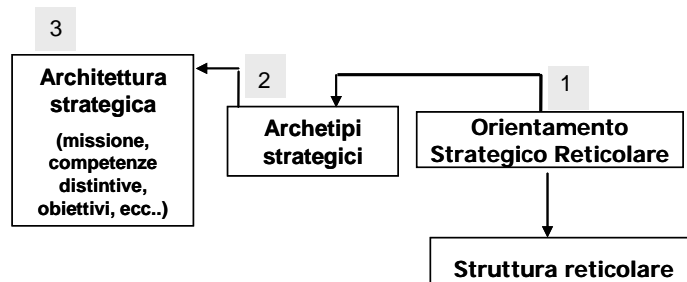 3
Architettura
strategica
(missione,
competenze
distintive,
obiettivi, ecc..)
2
Archetipi
strategici
1
Orientamento
Strategico Reticolare
Struttura reticolare